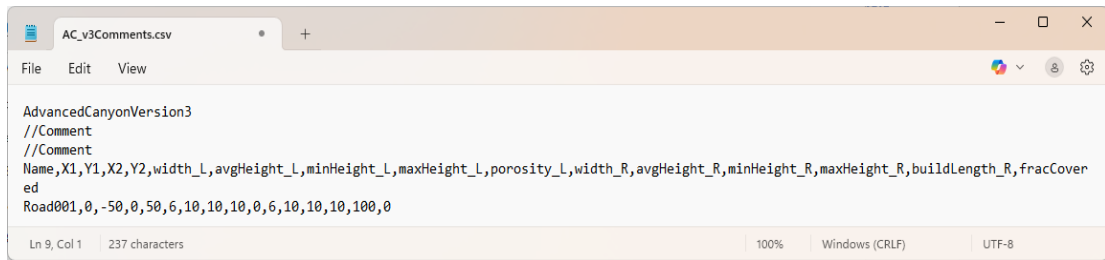 AC_v3Comments.csv
File Edit View
AdvancedCanyonVersion3
//Comment
//Comment
Name,X1,Y1,X2,Y2,width_L,avgHeight_L,minHeight_L,maxHeight_L,porosity_L,width_R,avgHeight_R,minHeight_R,maxHeight_R,buildLength_R,fracCover
ed
Road001,0,-50,0,50,6,10,10,10,0,6,10,10,10,100,0
Ln 9, Col 1 237 characters 100% Windows (CRLF) UTF-8